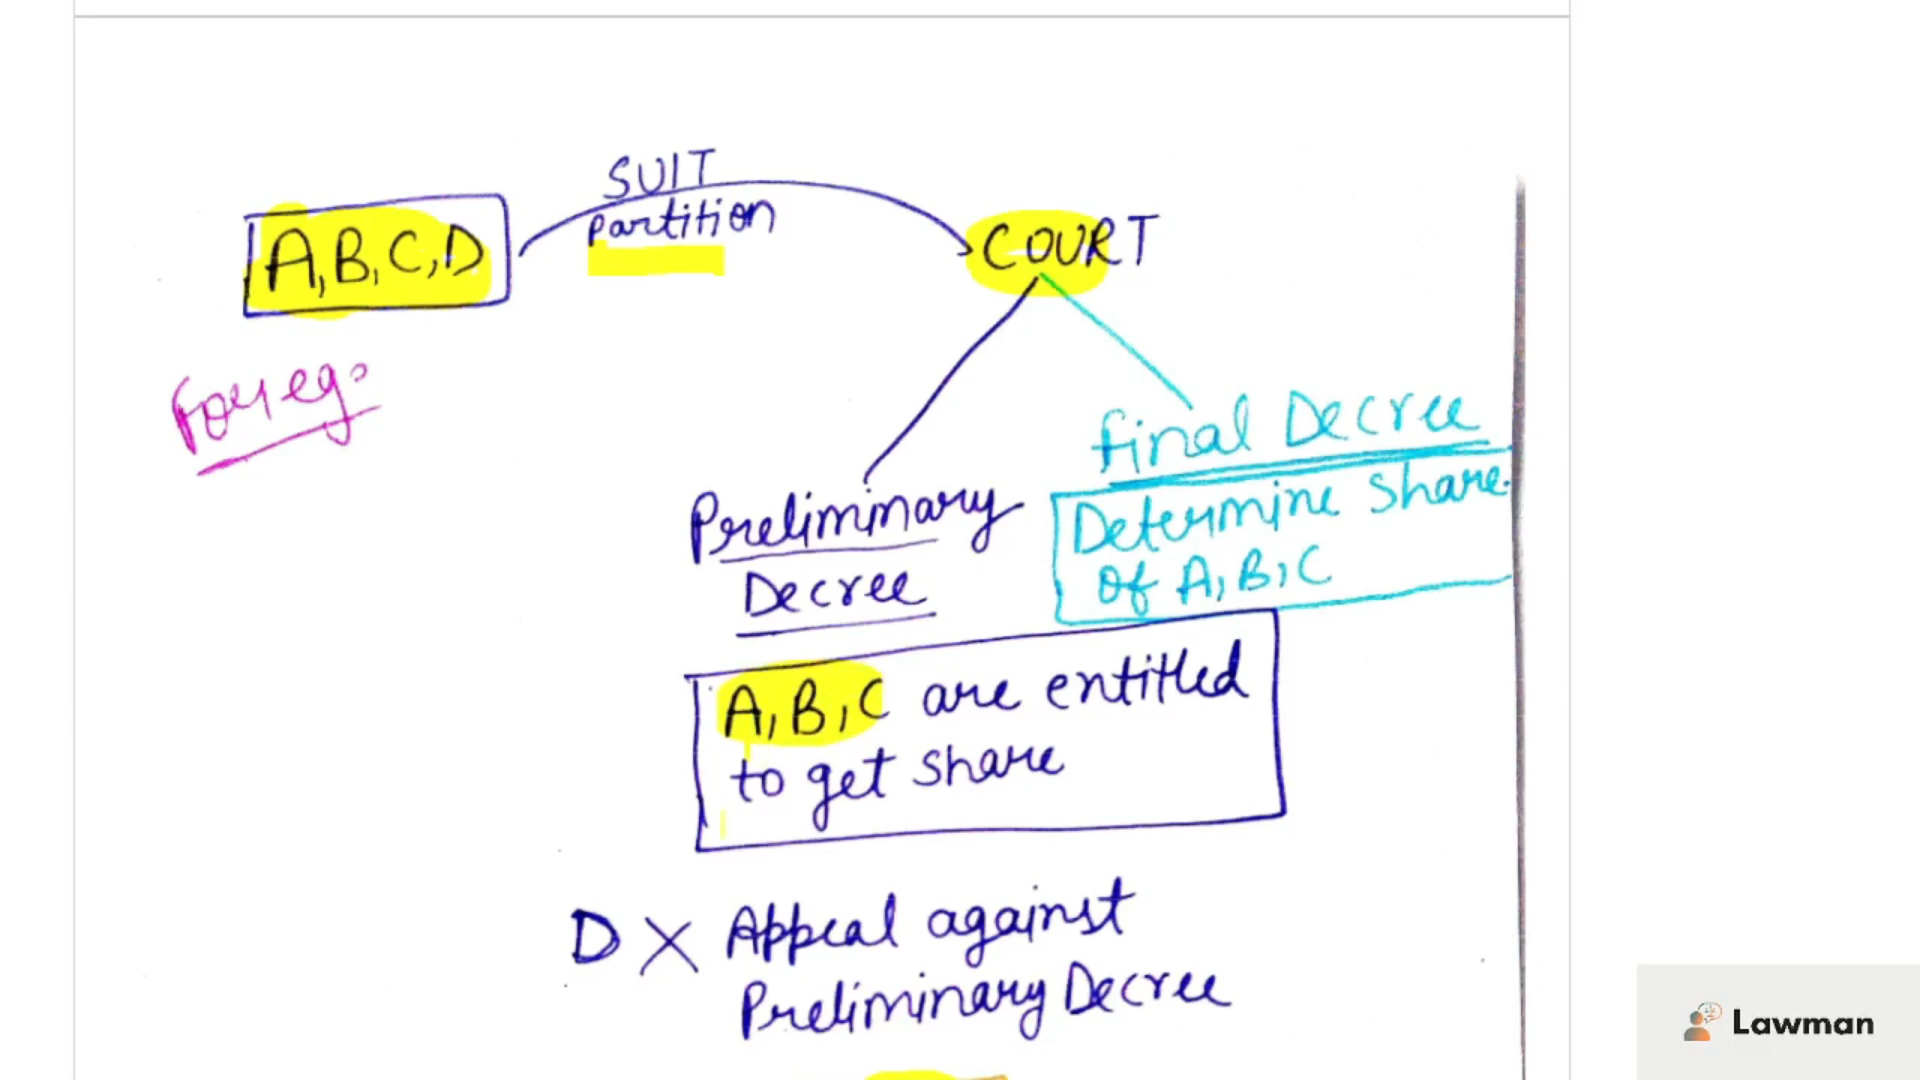 SUIT
partition
A, B, C, D
COURT
For eg.
Final Decree
Determine share
of A, B, C
Preliminary
Decree
A, B, C are entitled
to get share
D X Appeal against
Preliminary Decree
Lawman